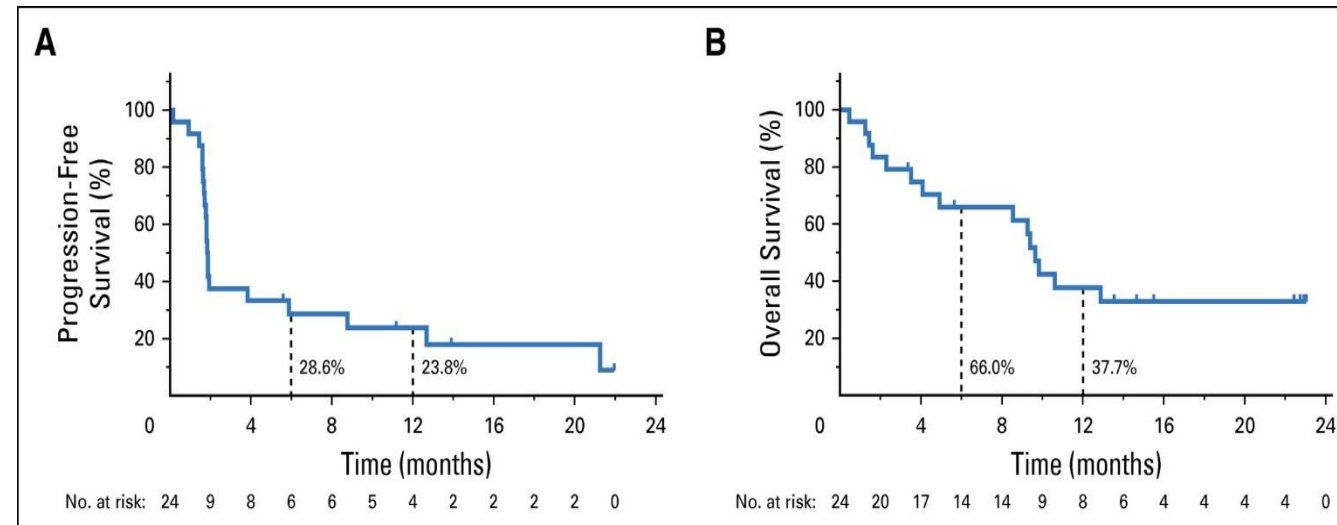 A
Progression-Free
Survival (%)
100
80
60
40
20
28.6%
23.8%
0 4 8 12 16 20 24
Time (months)
No. at risk: 24 9 8 6 6 5 4 2 2 2 2 0
B
Overall Survival (%)
100
80
60
40
20
66.0%
37.7%
0 4 8 12 16 20 24
Time (months)
No. at risk: 24 20 17 14 14 9 8 6 4 4 4 4 0